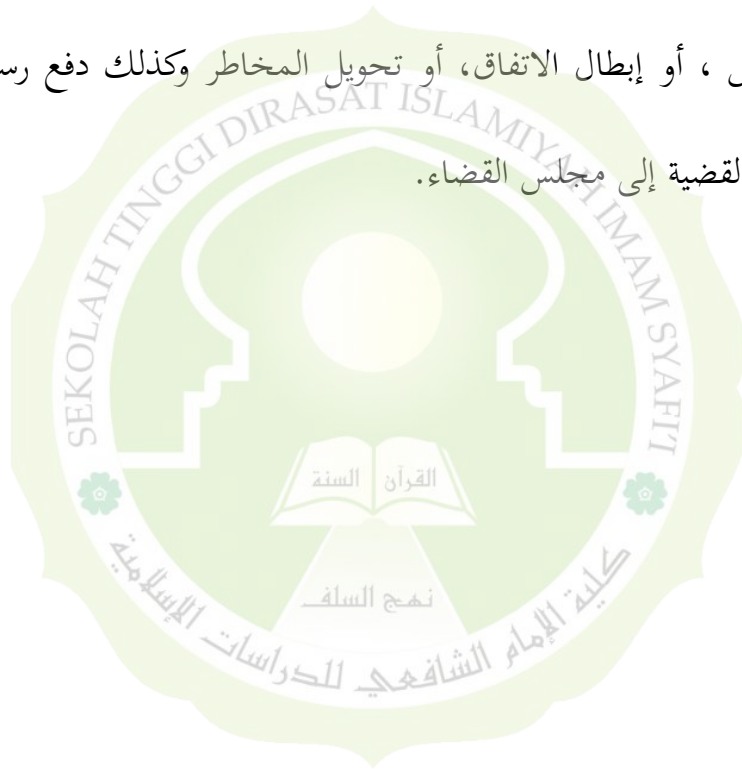 ، أو إبطال الاتفاق، أو تحويل المخاطر وكذلك دفع
لقضية إلى مجلس القضاء.
SEKOLAH TINGGI DIRASAT ISLAMIYAH IMAM SYAFI'I
القرآن السنة
نهج السلف
كلية الإمام الشافعي للدراسات الإسلامية